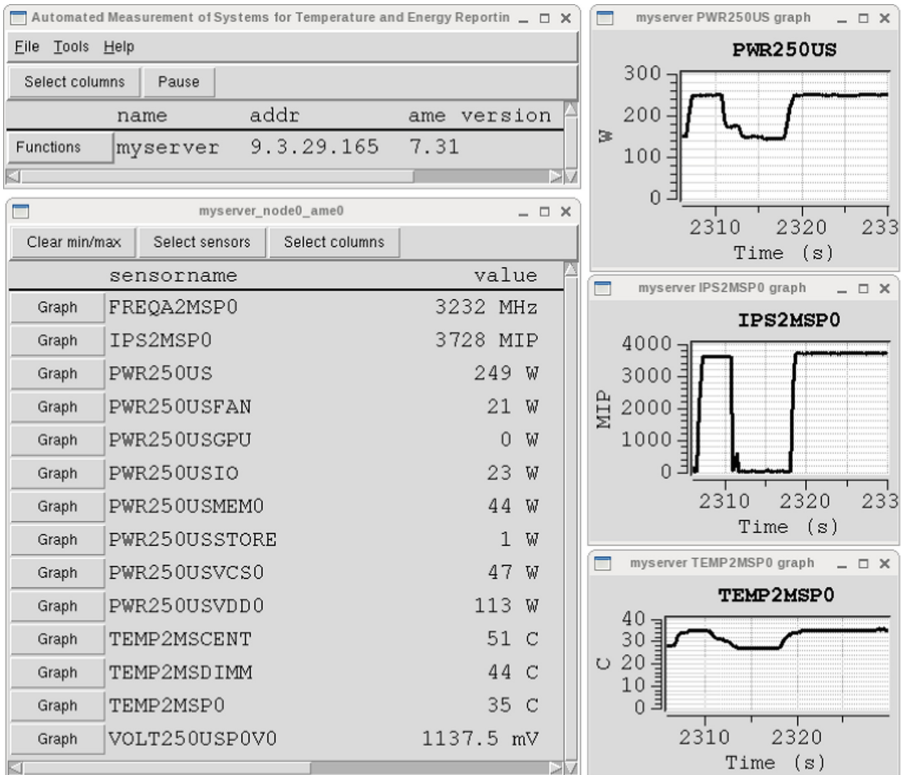 Automated Measurement of Systems for Temperature and Energy Reportin
File Tools Help
Select columns Pause
name addr ame version
Functions myserver 9.3.29.165 7.31
myserver_node0_ame0
Clear min/max Select sensors Select columns
sensorname value
Graph FREQA2MSP0 3232 MHz
Graph IPS2MSP0 3728 MIP
Graph PWR250US 249 W
Graph PWR250USFAN 21 W
Graph PWR250USGPU 0 W
Graph PWR250USIO 23 W
Graph PWR250USMEM0 44 W
Graph PWR250USSTORE 1 W
Graph PWR250USVCS0 47 W
Graph PWR250USVDD0 113 W
Graph TEMP2MSCENT 51 C
Graph TEMP2MSDIMM 44 C
Graph TEMP2MSP0 35 C
Graph VOLT250USP0V0 1137.5 mV
myserver PWR250US graph
PWR250US
300
200
100
0
W
2310 2320 233
Time (s)
myserver IPS2MSP0 graph
IPS2MSP0
4000
3000
2000
1000
0
MIP
2310 2320 233
Time (s)
myserver TEMP2MSP0 graph
TEMP2MSP0
40
30
20
10
0
C
2310 2320
Time (s)